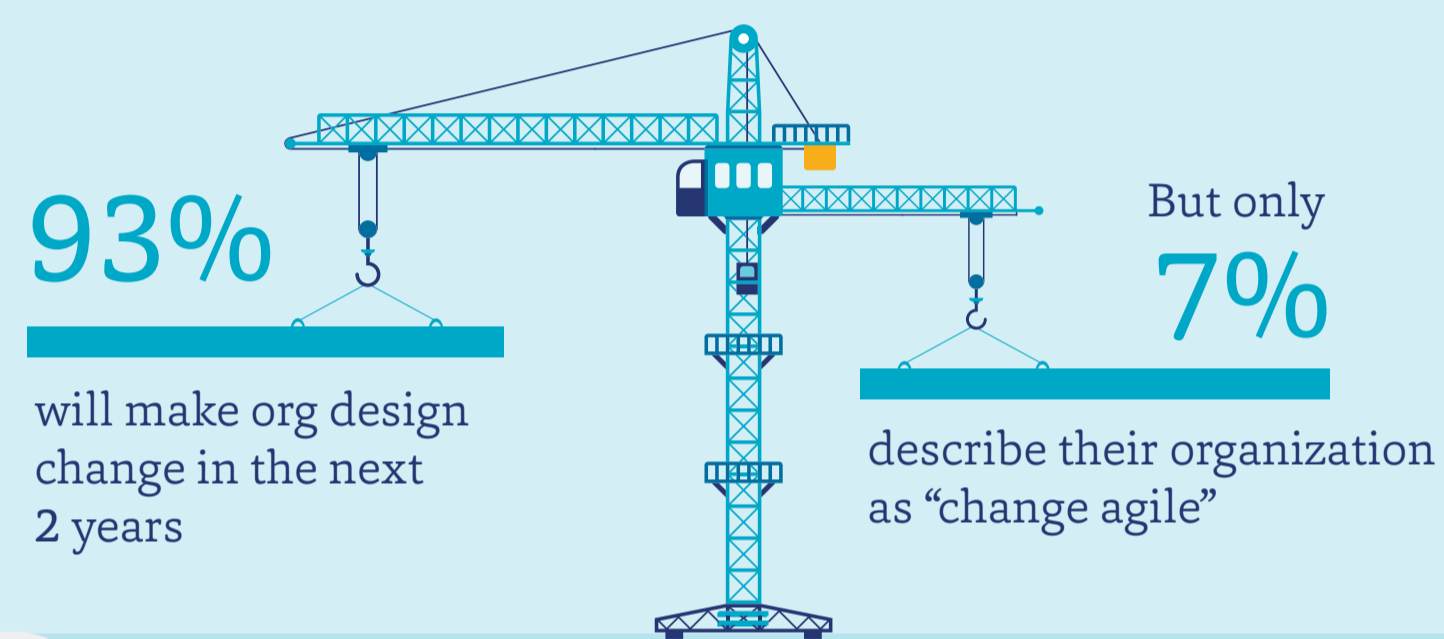 93%
will make org design
change in the next
2 years
But only
7%
describe their organization
as “change agile”